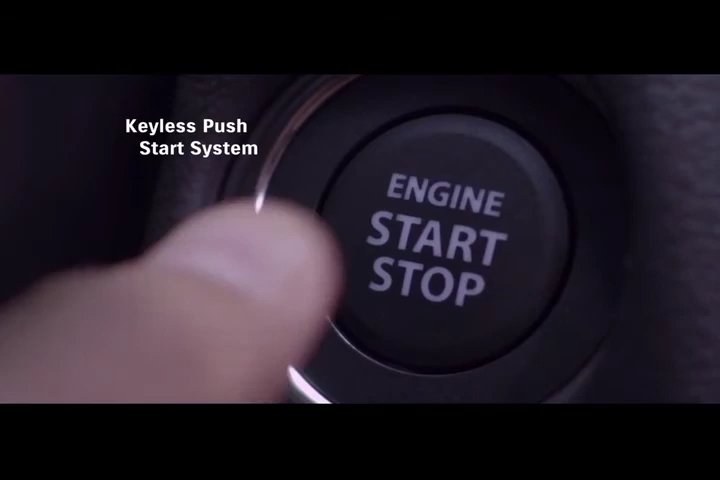 Keyless Push
Start System
ENGINE
START
STOP